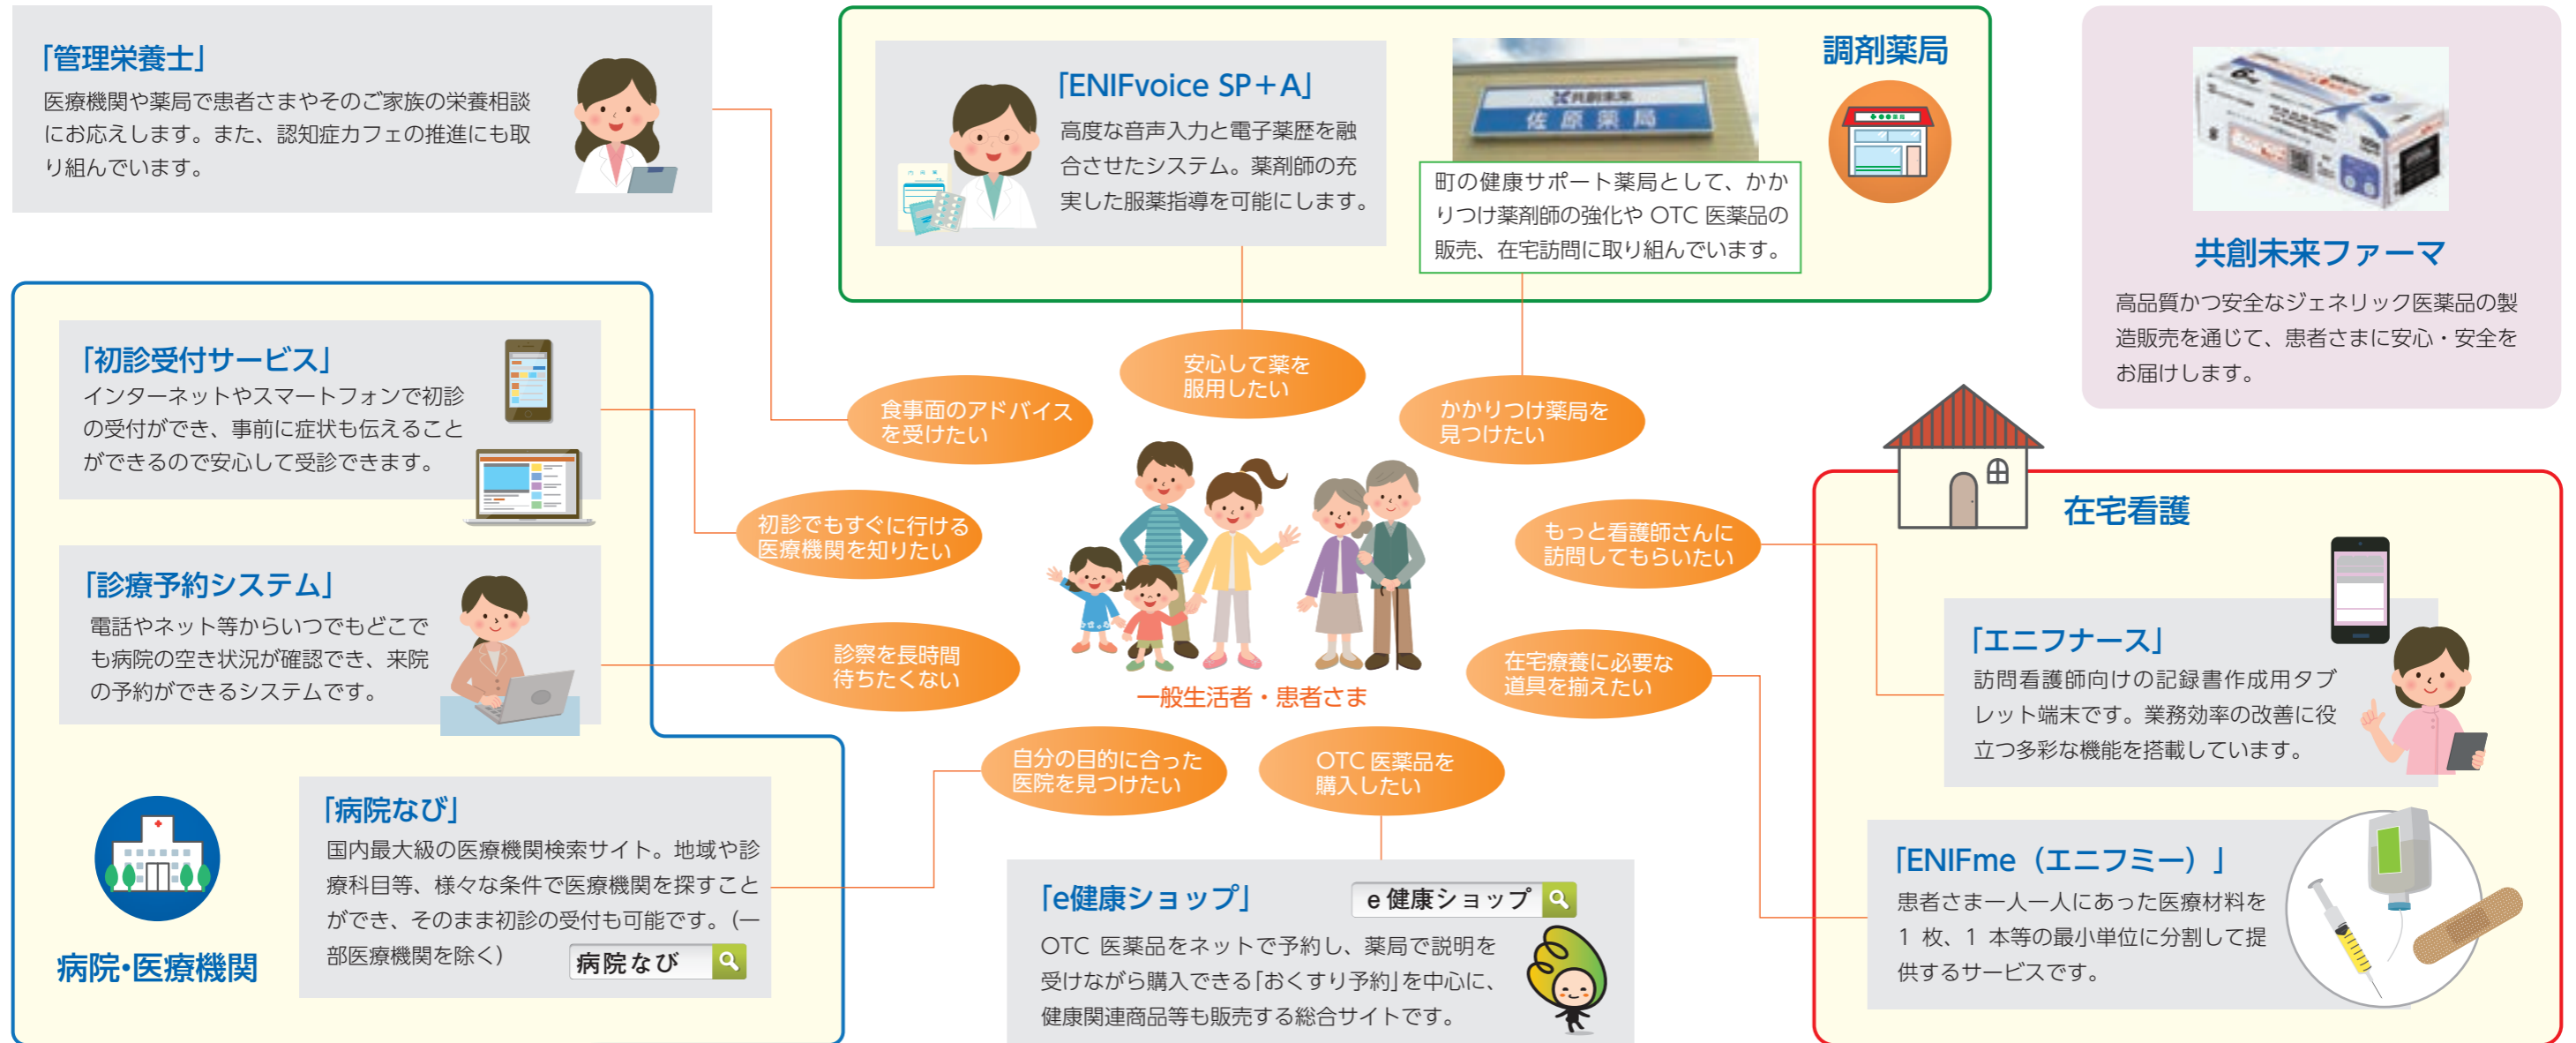 「管理栄養士」
医療機関や薬局で患者さまやそのご家族の栄養相談
にお応えします。また、認知症カフェの推進にも取
り組んでいます。
「ENIFvoice SP＋A」
高度な音声入力と電子薬歴を融
合させたシステム。薬剤師の充
実した服薬指導を可能にします。
共創未来
佐原薬局
町の健康サポート薬局として、かか
りつけ薬剤師の強化や OTC 医薬品の
販売、在宅訪問に取り組んでいます。
調剤薬局
共創未来ファーマ
高品質かつ安全なジェネリック医薬品の製
造販売を通じて、患者さまに安心・安全を
お届けします。
「初診受付サービス」
インターネットやスマートフォンで初診
の受付ができ、事前に症状も伝えること
ができるので安心して受診できます。
「診療予約システム」
電話やネット等からいつでもどこで
も病院の空き状況が確認でき、来院
の予約ができるシステムです。
病院・医療機関
「病院なび」
国内最大級の医療機関検索サイト。地域や診
療科目等、様々な条件で医療機関を探すこと
ができ、そのまま初診の受付も可能です。（一
部医療機関を除く）
病院なび
安心して薬を
服用したい
食事面のアドバイス
を受けたい
かかりつけ薬局を
見つけたい
初診でもすぐに行ける
医療機関を知りたい
もっと看護師さんに
訪問してもらいたい
診察を長時間
待ちたくない
在宅療養に必要な
道具を揃えたい
一般生活者・患者さま
自分の目的に合った
医院を見つけたい
OTC 医薬品を
購入したい
「e健康ショップ」
e 健康ショップ
OTC 医薬品をネットで予約し、薬局で説明を
受けながら購入できる「おくすり予約」を中心に、
健康関連商品等も販売する総合サイトです。
在宅看護
「エニフナース」
訪問看護師向けの記録書作成用タブ
レット端末です。業務効率の改善に役
立つ多彩な機能を搭載しています。
「ENIFme（エニフミー）」
患者さま一人一人にあった医療材料を
1 枚、1 本等の最小単位に分割して提
供するサービスです。